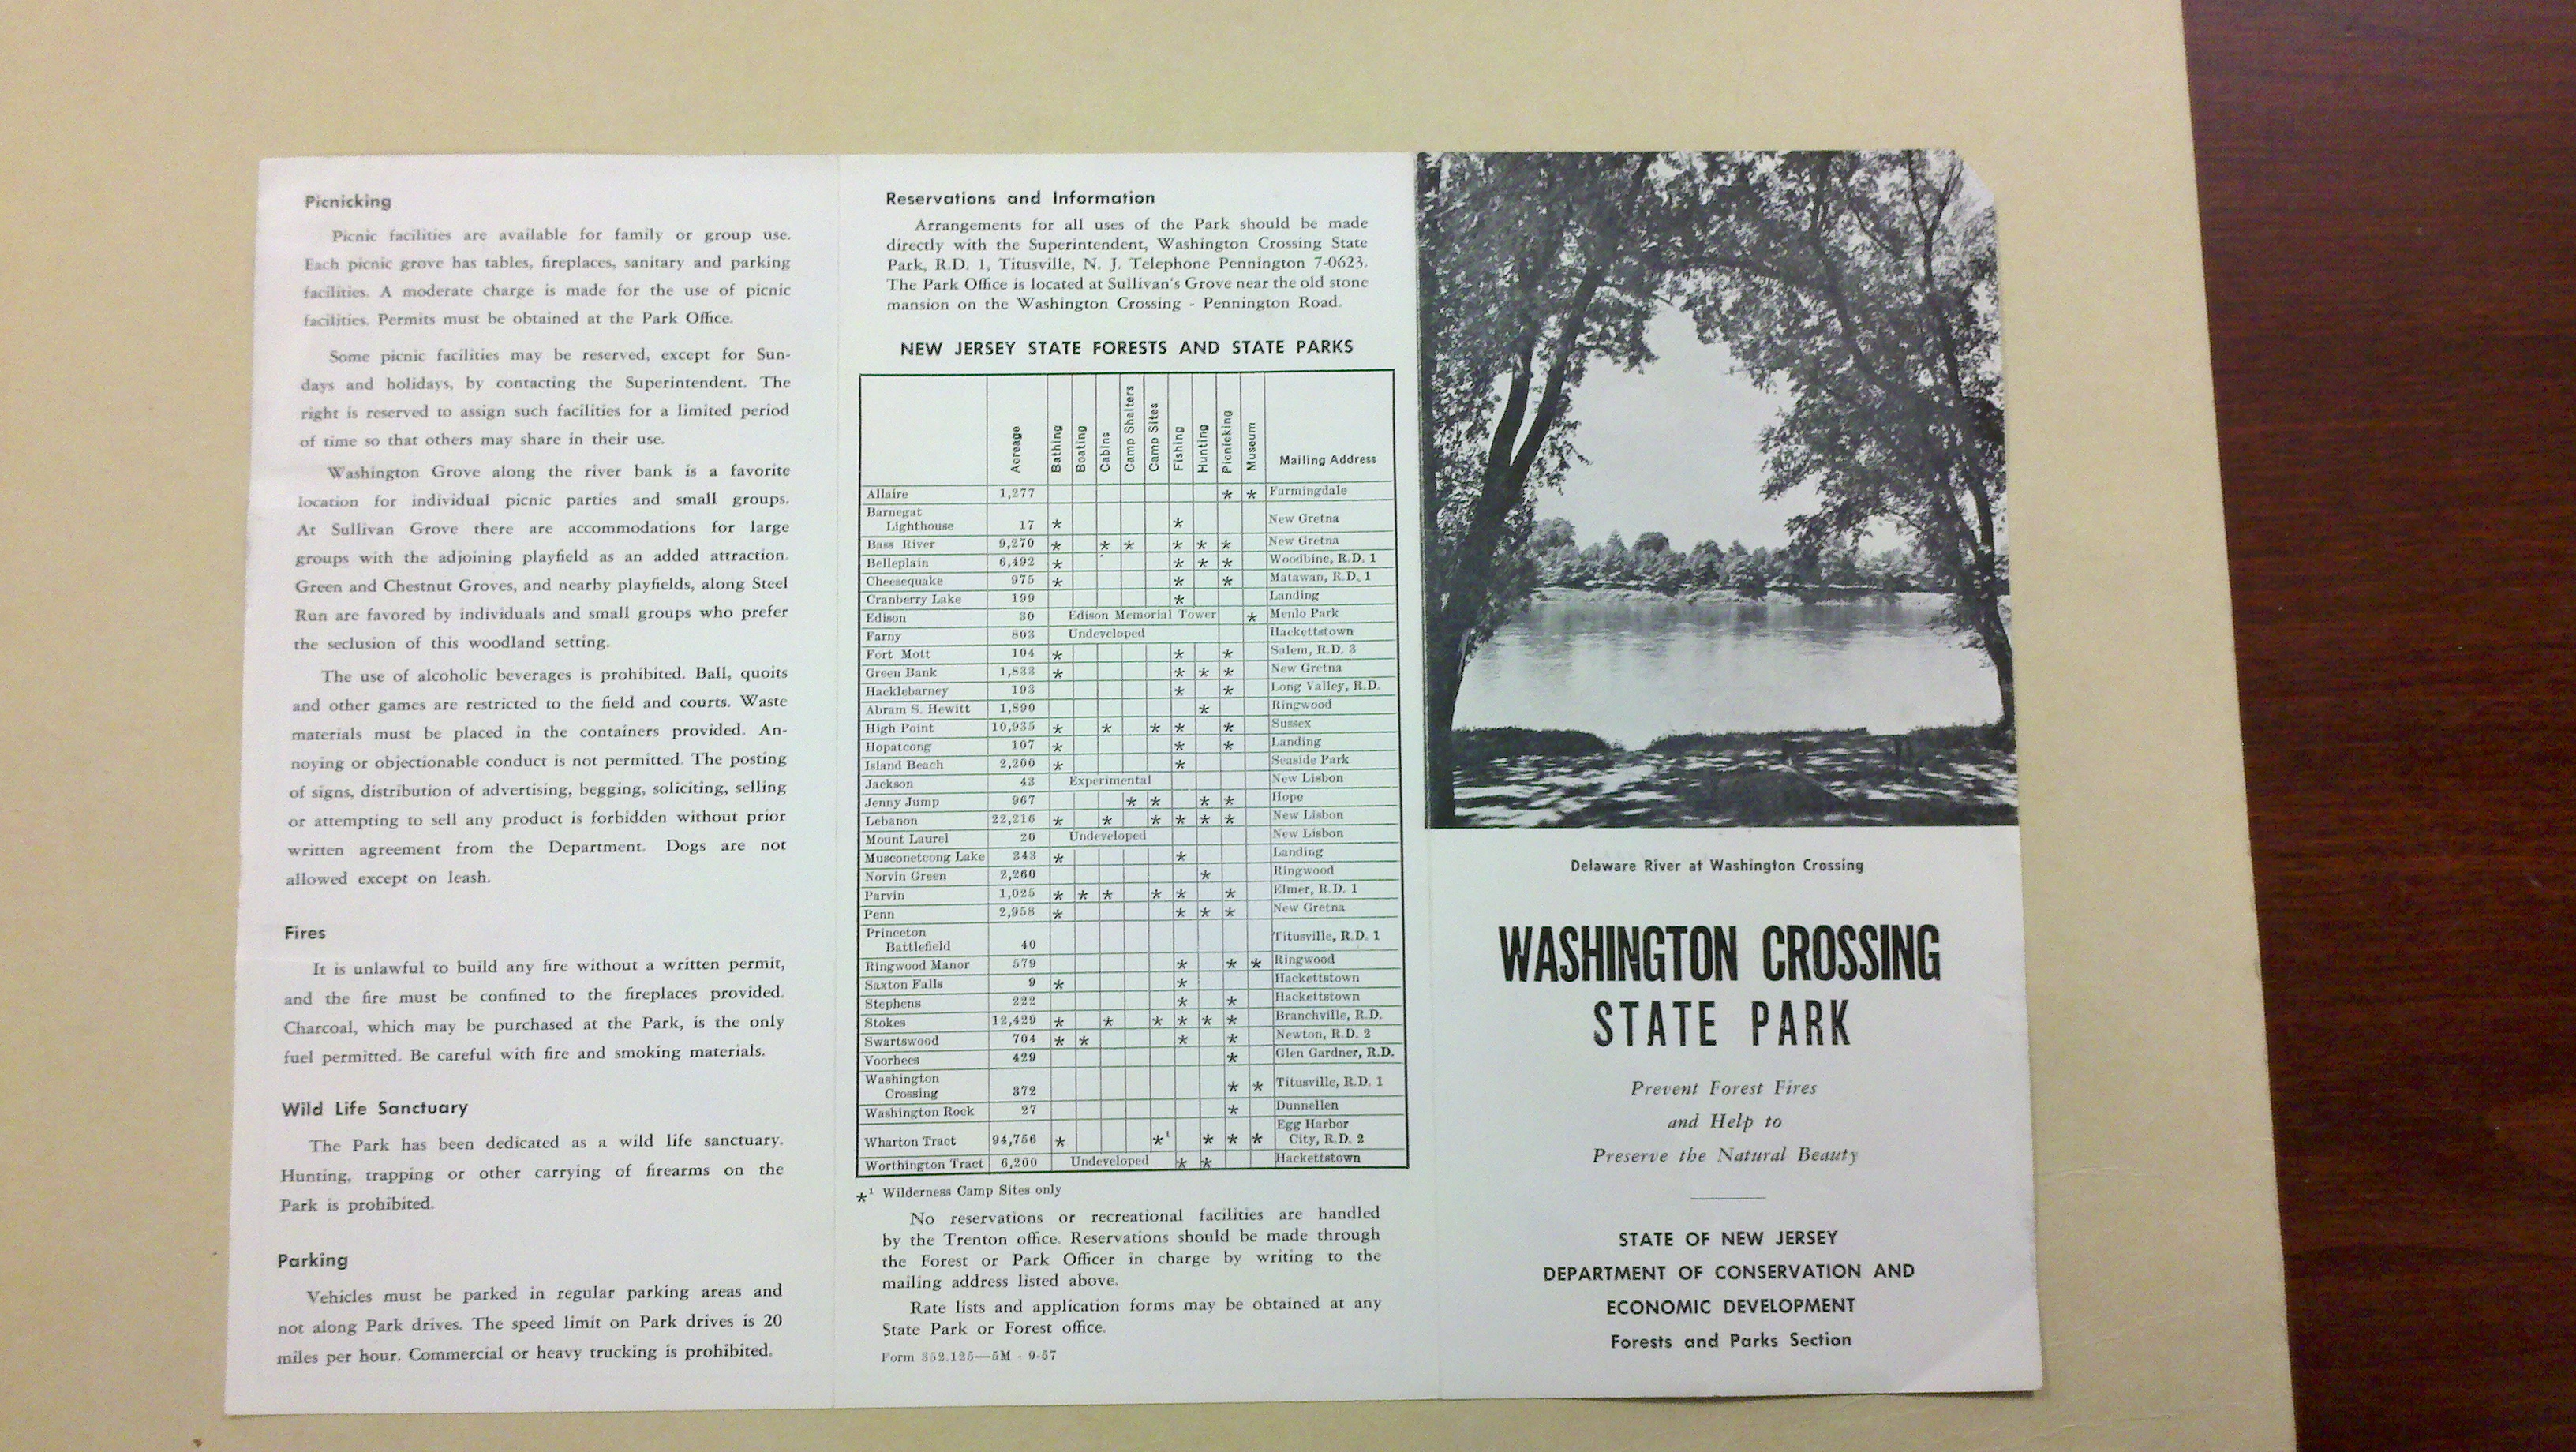 Picnicking
Picnic facilities are available for family or group use.
Each picnic grove has tables, fireplaces, sanitary and parking
facilities. A moderate charge is made for the use of picnic
facilities. Permits must be obtained at the Park Office.
Some picnic facilities may be reserved, except for Sun-
days and holidays, by contacting the Superintendent. The
right is reserved to assign such facilities for a limited period
of time so that others may share in their use.
Washington Grove along the river bank is a favorite
location for individual picnic parties and small groups.
At Sullivan Grove there are accommodations for large
groups with the adjoining playfield as an added attraction.
Green and Chestnut Groves, and nearby playfields, along Steel
Run are favored by individuals and small groups who prefer
the seclusion of this woodland setting.
The use of alcoholic beverages is prohibited. Ball, quoits
and other games are restricted to the field and courts. Waste
materials must be placed in the containers provided. An-
noying or objectionable conduct is not permitted. The posting
of signs, distribution of advertising, begging, soliciting, selling
or attempting to sell any product is forbidden without prior
written agreement from the Department. Dogs are not
allowed except on leash.
Fires
It is unlawful to build any fire without a written permit,
and the fire must be confined to the fireplaces provided.
Charcoal, which may be purchased at the Park, is the only
fuel permitted. Be careful with fire and smoking materials.
Wild Life Sanctuary
The Park has been dedicated as a wild life sanctuary.
Hunting, trapping or other carrying of firearms on the
Park is prohibited.
Parking
Vehicles must be parked in regular parking areas and
not along Park drives. The speed limit on Park drives is 20
miles per hour. Commercial or heavy trucking is prohibited.
Reservations and Information
Arrangements for all uses of the Park should be made
directly with the Superintendent, Washington Crossing State
Park, R.D. 1, Titusville, N. J. Telephone Pennington 7-0623.
The Park Office is located at Sullivan's Grove near the old stone
mansion on the Washington Crossing - Pennington Road.
NEW JERSEY STATE FORESTS AND STATE PARKS
Acreage Bathing Boating Cabins Camp Shelters Camp Sites Fishing Hunting Picnicking Museum Mailing Address
Allaire 1,277 * * Farmingdale
Barnegat
Lighthouse 17 * * New Gretna
Bass River 9,270 * * * * * * New Gretna
Belleplain 6,492 * * * * Woodbine, R.D. 1
Cheesequake 975 * * * Matawan, R.D. 1
Cranberry Lake 199 * Landing
Edison 30 Edison Memorial Tower * Menlo Park
Farny 803 Undeveloped Hackettstown
Fort Mott 104 * * * Salem, R.D. 3
Green Bank 1,833 * * * * New Gretna
Hacklebarney 193 * * Long Valley, R.D.
Abram S. Hewitt 1,890 * Ringwood
High Point 10,935 * * * * * Sussex
Hopatcong 107 * * * Landing
Island Beach 2,200 * * Seaside Park
Jackson 43 Experimental New Lisbon
Jenny Jump 967 * * * * Hope
Lebanon 22,216 * * * * * * New Lisbon
Mount Laurel 20 Undeveloped New Lisbon
Musconetcong Lake 343 * * Landing
Norvin Green 2,260 * Ringwood
Parvin 1,025 * * * * * * Elmer, R.D. 1
Penn 2,958 * * * * New Gretna
Princeton
Battlefield 40 Titusville, R.D. 1
Ringwood Manor 579 * * * Ringwood
Saxton Falls 9 * * Hackettstown
Stephens 222 * * Hackettstown
Stokes 12,429 * * * * * * Branchville, R.D.
Swartswood 704 * * * * Newton, R.D. 2
Voorhees 429 * Glen Gardner, R.D.
Washington
Crossing 372 * * Titusville, R.D. 1
Washington Rock 27 * Dunnellen
Wharton Tract 94,756 * *¹ * * * Egg Harbor
City, R.D. 2
Worthington Tract 6,200 Undeveloped * * Hackettstown
*¹ Wilderness Camp Sites only
No reservations or recreational facilities are handled
by the Trenton office. Reservations should be made through
the Forest or Park Officer in charge by writing to the
mailing address listed above.
Rate lists and application forms may be obtained at any
State Park or Forest office.
Form 352.125—5M - 9-57
Delaware River at Washington Crossing
WASHINGTON CROSSING
STATE PARK
Prevent Forest Fires
and Help to
Preserve the Natural Beauty
STATE OF NEW JERSEY
DEPARTMENT OF CONSERVATION AND
ECONOMIC DEVELOPMENT
Forests and Parks Section